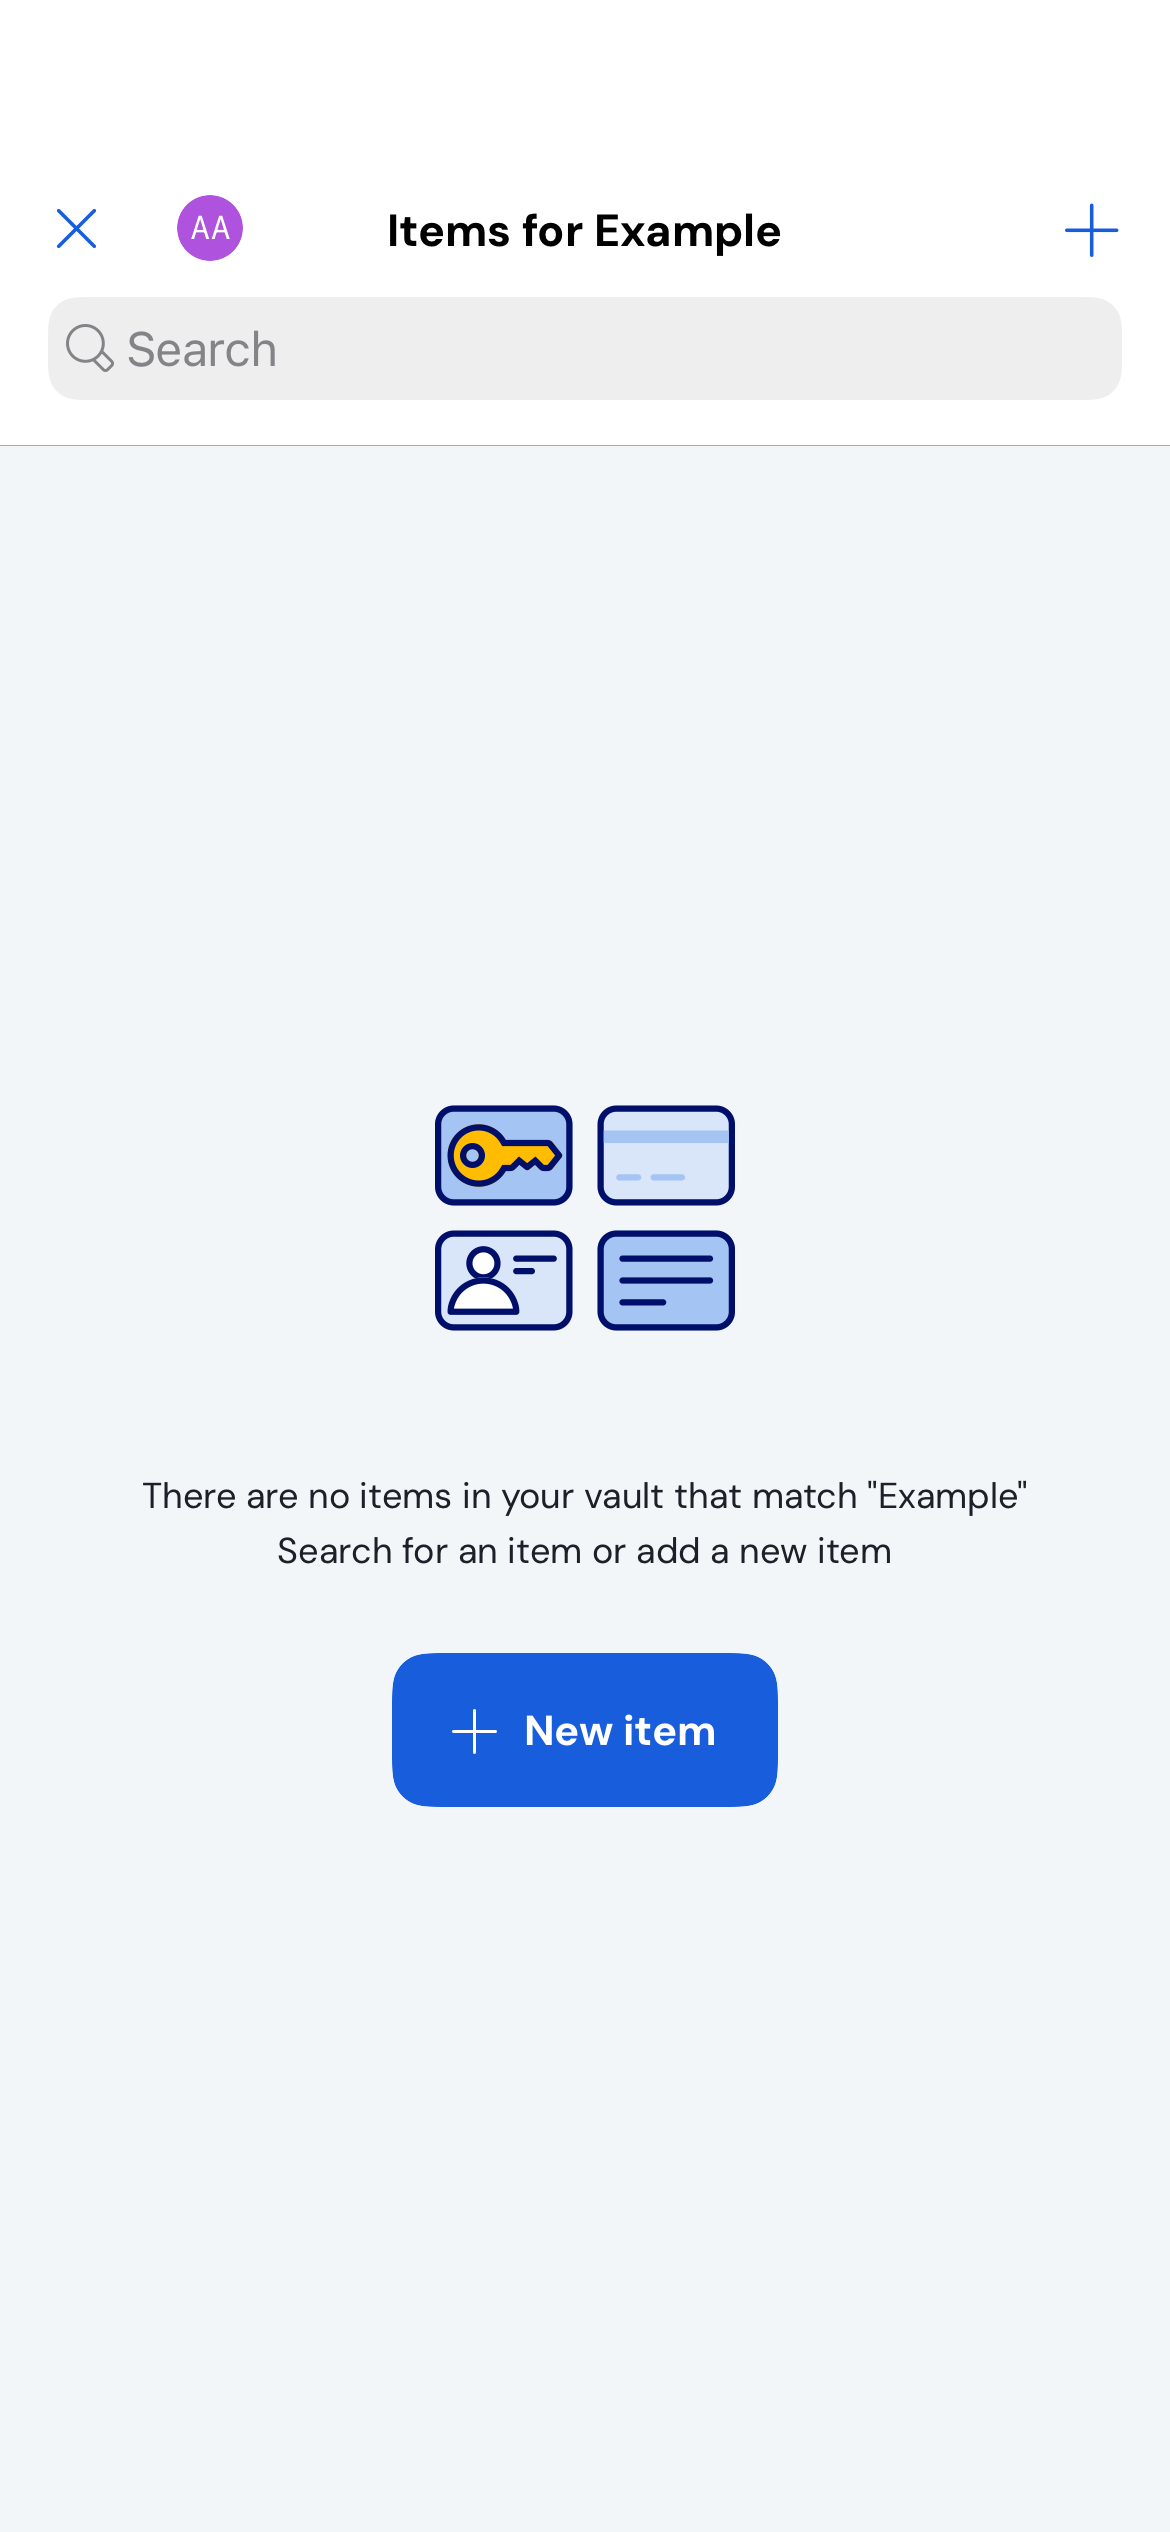 AA
Items for Example
Search
There are no items in your vault that match "Example"
Search for an item or add a new item
New item